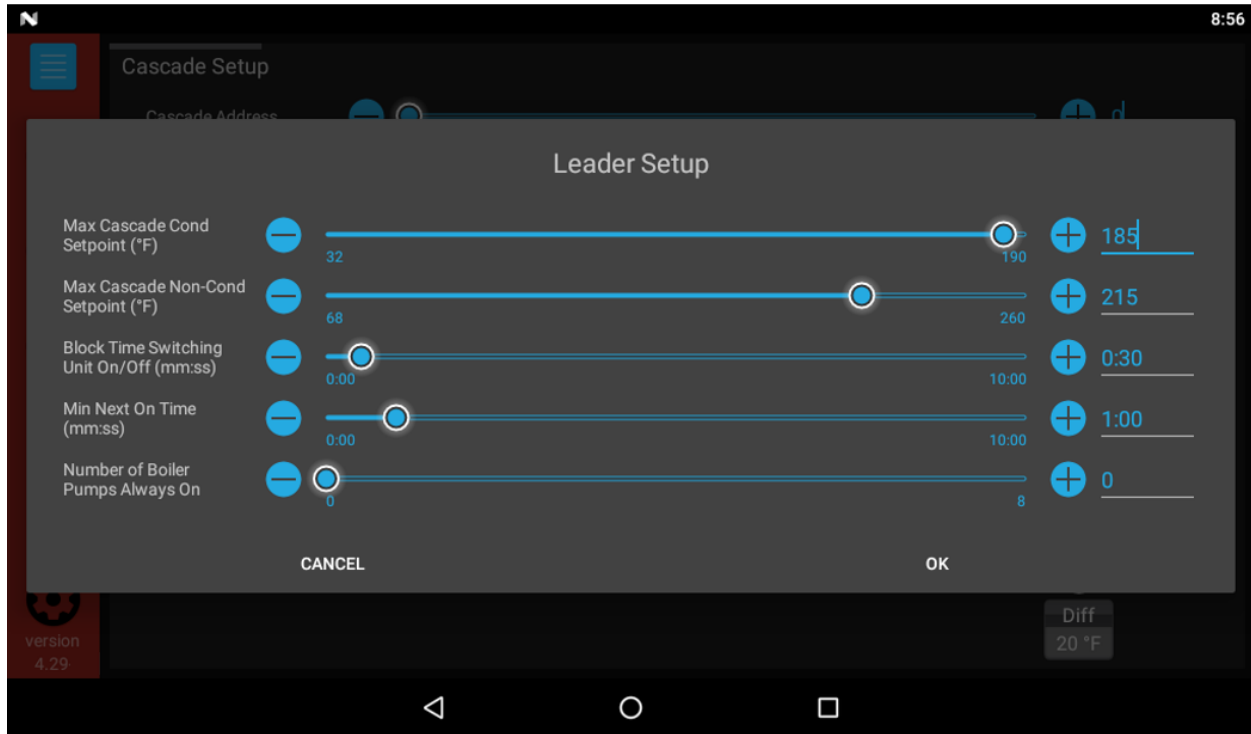 8:56
Cascade Setup
Cascade Address
Leader Setup
Max Cascade Cond
Setpoint (°F)
32
190
185
Max Cascade Non-Cond
Setpoint (°F)
68
260
215
Block Time Switching
Unit On/Off (mm:ss)
0:00
10:00
0:30
Min Next On Time
(mm:ss)
0:00
10:00
1:00
Number of Boiler
Pumps Always On
0
8
0
CANCEL
OK
Diff
20 °F
version
4.29